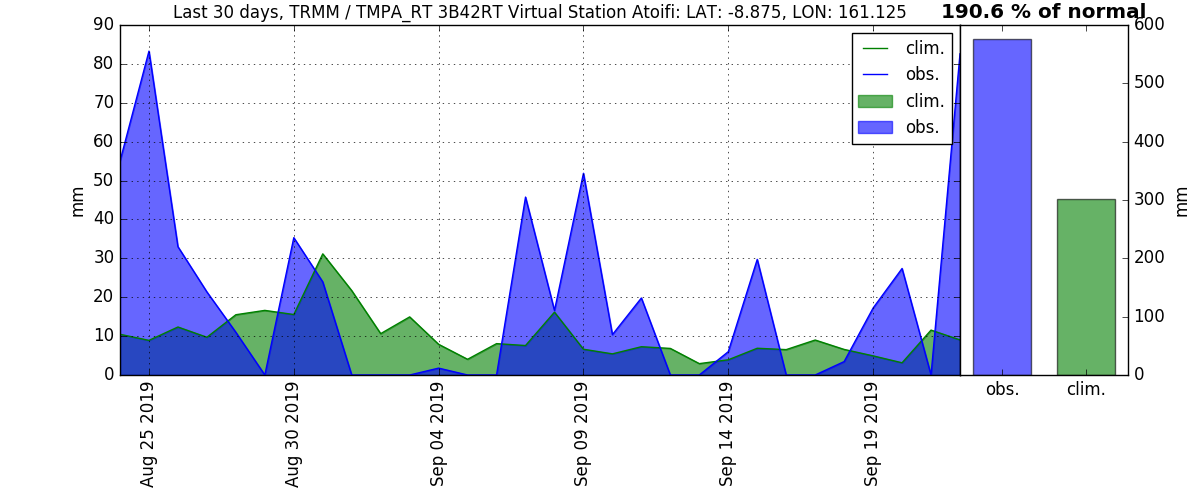 Last 30 days, TRMM / TMPA_RT 3B42RT Virtual Station Atoifi: LAT: -8.875, LON: 161.125
190.6 % of normal
90
80
70
60
50
40
30
20
10
0
mm
clim.
obs.
clim.
obs.
Aug 25 2019
Aug 30 2019
Sep 04 2019
Sep 09 2019
Sep 14 2019
Sep 19 2019
600
500
400
300
200
100
0
mm
obs.
clim.